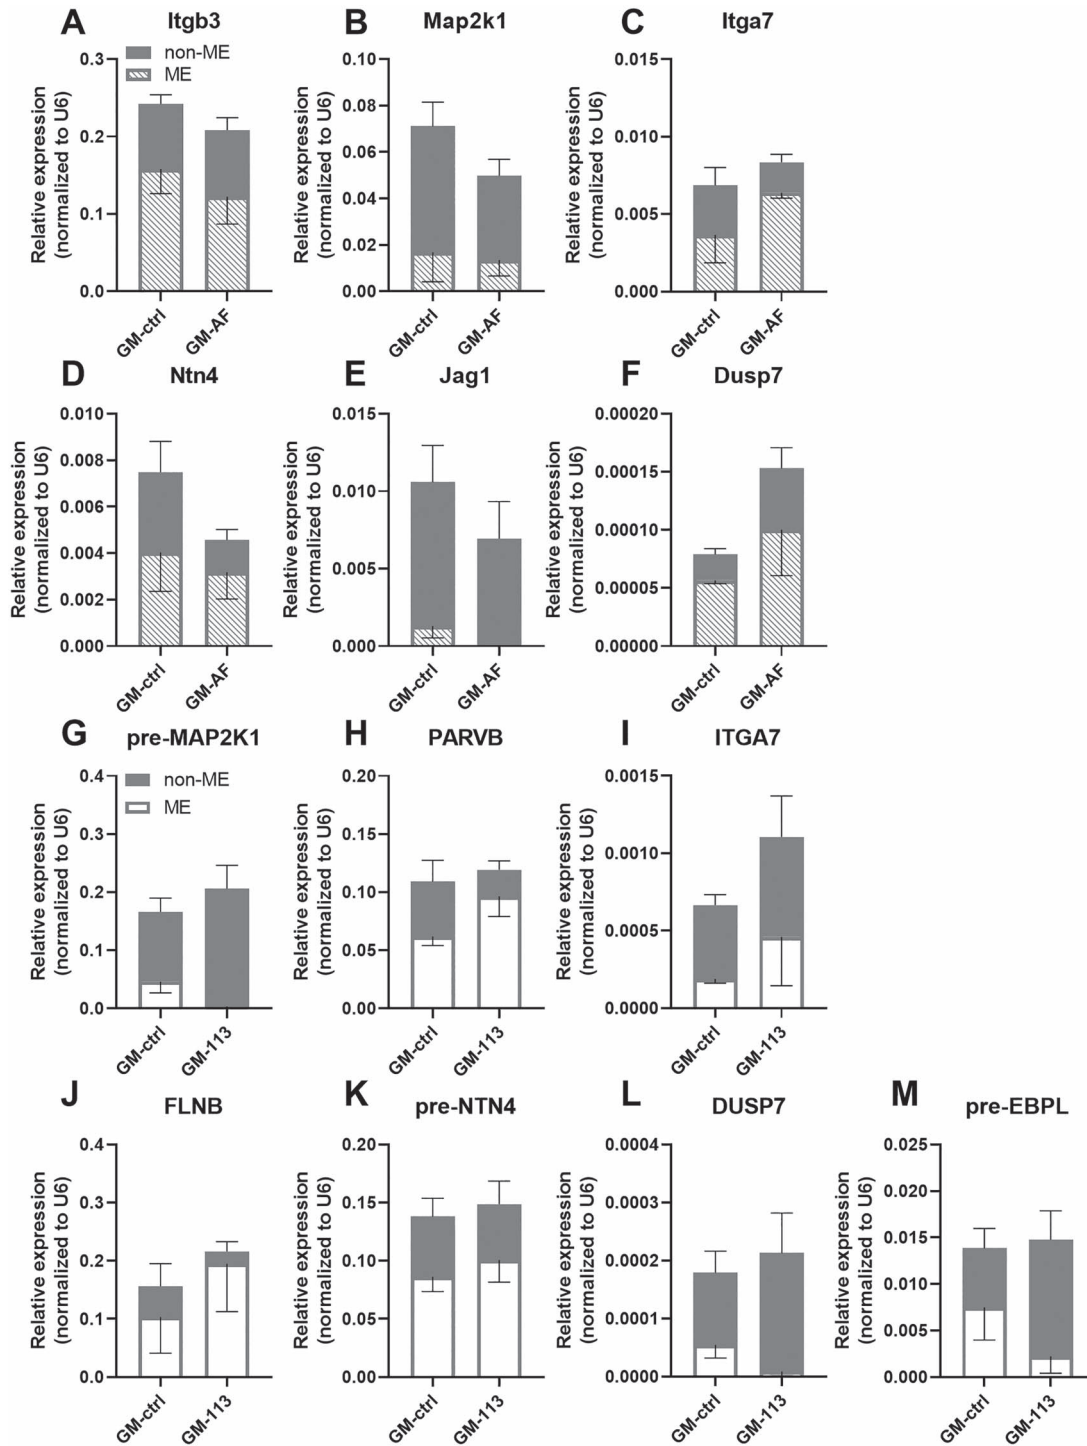 A Itgb3
non-ME
ME
Relative expression
(normalized to U6)
0.3
0.2
0.1
0.0
GM-ctrl
GM-AF
B Map2k1
Relative expression
(normalized to U6)
0.10
0.08
0.06
0.04
0.02
0.00
GM-ctrl
GM-AF
C Itga7
Relative expression
(normalized to U6)
0.015
0.010
0.005
0.000
GM-ctrl
GM-AF
D Ntn4
Relative expression
(normalized to U6)
0.010
0.008
0.006
0.004
0.002
0.000
GM-ctrl
GM-AF
E Jag1
Relative expression
(normalized to U6)
0.015
0.010
0.005
0.000
GM-ctrl
GM-AF
F Dusp7
Relative expression
(normalized to U6)
0.00020
0.00015
0.00010
0.00005
0.00000
GM-ctrl
GM-AF
G pre-MAP2K1
non-ME
ME
Relative expression
(normalized to U6)
0.4
0.3
0.2
0.1
0.0
GM-ctrl
GM-113
H PARVB
Relative expression
(normalized to U6)
0.20
0.15
0.10
0.05
0.00
GM-ctrl
GM-113
I ITGA7
Relative expression
(normalized to U6)
0.0015
0.0010
0.0005
0.0000
GM-ctrl
GM-113
J FLNB
Relative expression
(normalized to U6)
0.4
0.3
0.2
0.1
0.0
GM-ctrl
GM-113
K pre-NTN4
Relative expression
(normalized to U6)
0.20
0.15
0.10
0.05
0.00
GM-ctrl
GM-113
L DUSP7
Relative expression
(normalized to U6)
0.0004
0.0003
0.0002
0.0001
0.0000
GM-ctrl
GM-113
M pre-EBPL
Relative expression
(normalized to U6)
0.025
0.020
0.015
0.010
0.005
0.000
GM-ctrl
GM-113